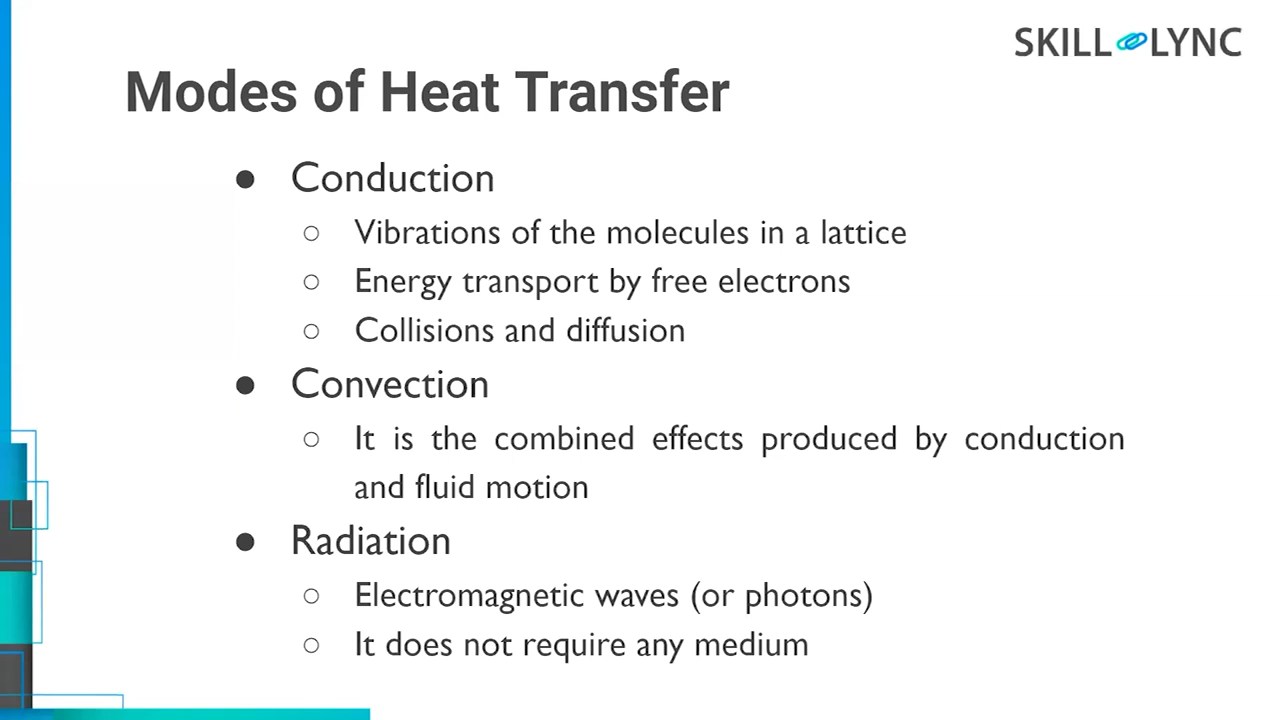 SKILL LYNC
Modes of Heat Transfer
● Conduction
○ Vibrations of the molecules in a lattice
○ Energy transport by free electrons
○ Collisions and diffusion
● Convection
○ It is the combined effects produced by conduction
and fluid motion
● Radiation
○ Electromagnetic waves (or photons)
○ It does not require any medium